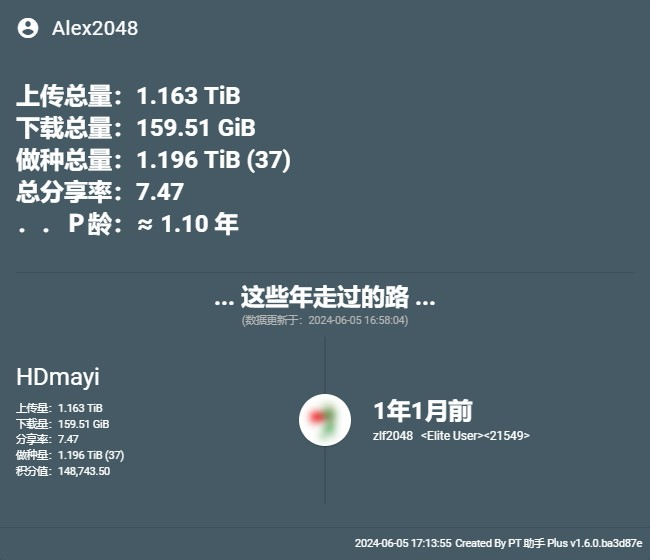 Alex2048
上传总量：1.163 TiB
下载总量：159.51 GiB
做种总量：1.196 TiB (37)
总分享率：7.47
．． P龄：≈ 1.10 年
... 这些年走过的路 ...
(数据更新于：2024-06-05 16:58:04)
HDmayi
上传量：1.163 TiB
下载量：159.51 GiB
分享率：7.47
做种量：1.196 TiB (37)
积分值：148,743.50
1年1月前
zlf2048 <Elite User><21549>
2024-06-05 17:13:55 Created By PT 助手 Plus v1.6.0.ba3d87e